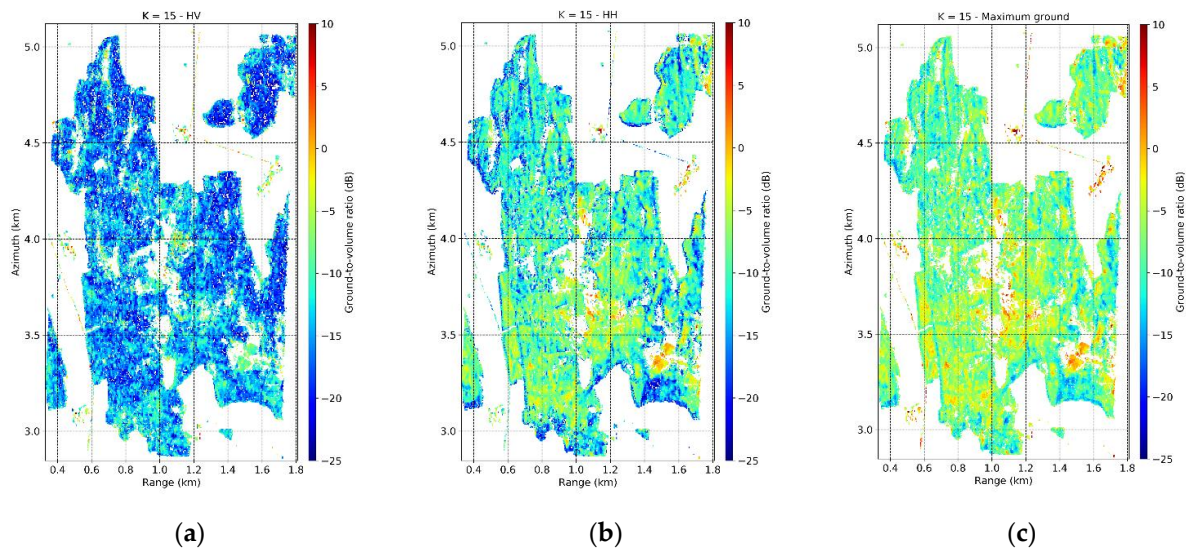 K = 15 - HV
5.0
4.5
4.0
3.5
3.0
Azimuth (km)
0.4 0.6 0.8 1.0 1.2 1.4 1.6 1.8
Range (km)
10
5
0
−5
−10
−15
−20
−25
Ground-to-volume ratio (dB)
(a)
K = 15 - HH
5.0
4.5
4.0
3.5
3.0
Azimuth (km)
0.4 0.6 0.8 1.0 1.2 1.4 1.6 1.8
Range (km)
10
5
0
−5
−10
−15
−20
−25
Ground-to-volume ratio (dB)
(b)
K = 15 - Maximum ground
5.0
4.5
4.0
3.5
3.0
Azimuth (km)
0.4 0.6 0.8 1.0 1.2 1.4 1.6 1.8
Range (km)
10
5
0
−5
−10
−15
−20
−25
Ground-to-volume ratio (dB)
(c)